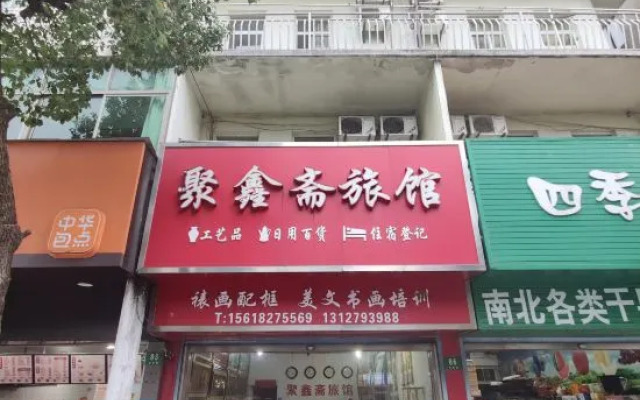 聚鑫斋旅馆
工艺品 日用百货 住宿登记
裱画配框 美文书画培训
T:15618275569 1312793988
聚鑫斋旅馆
中华
包点
四季
南北各类干